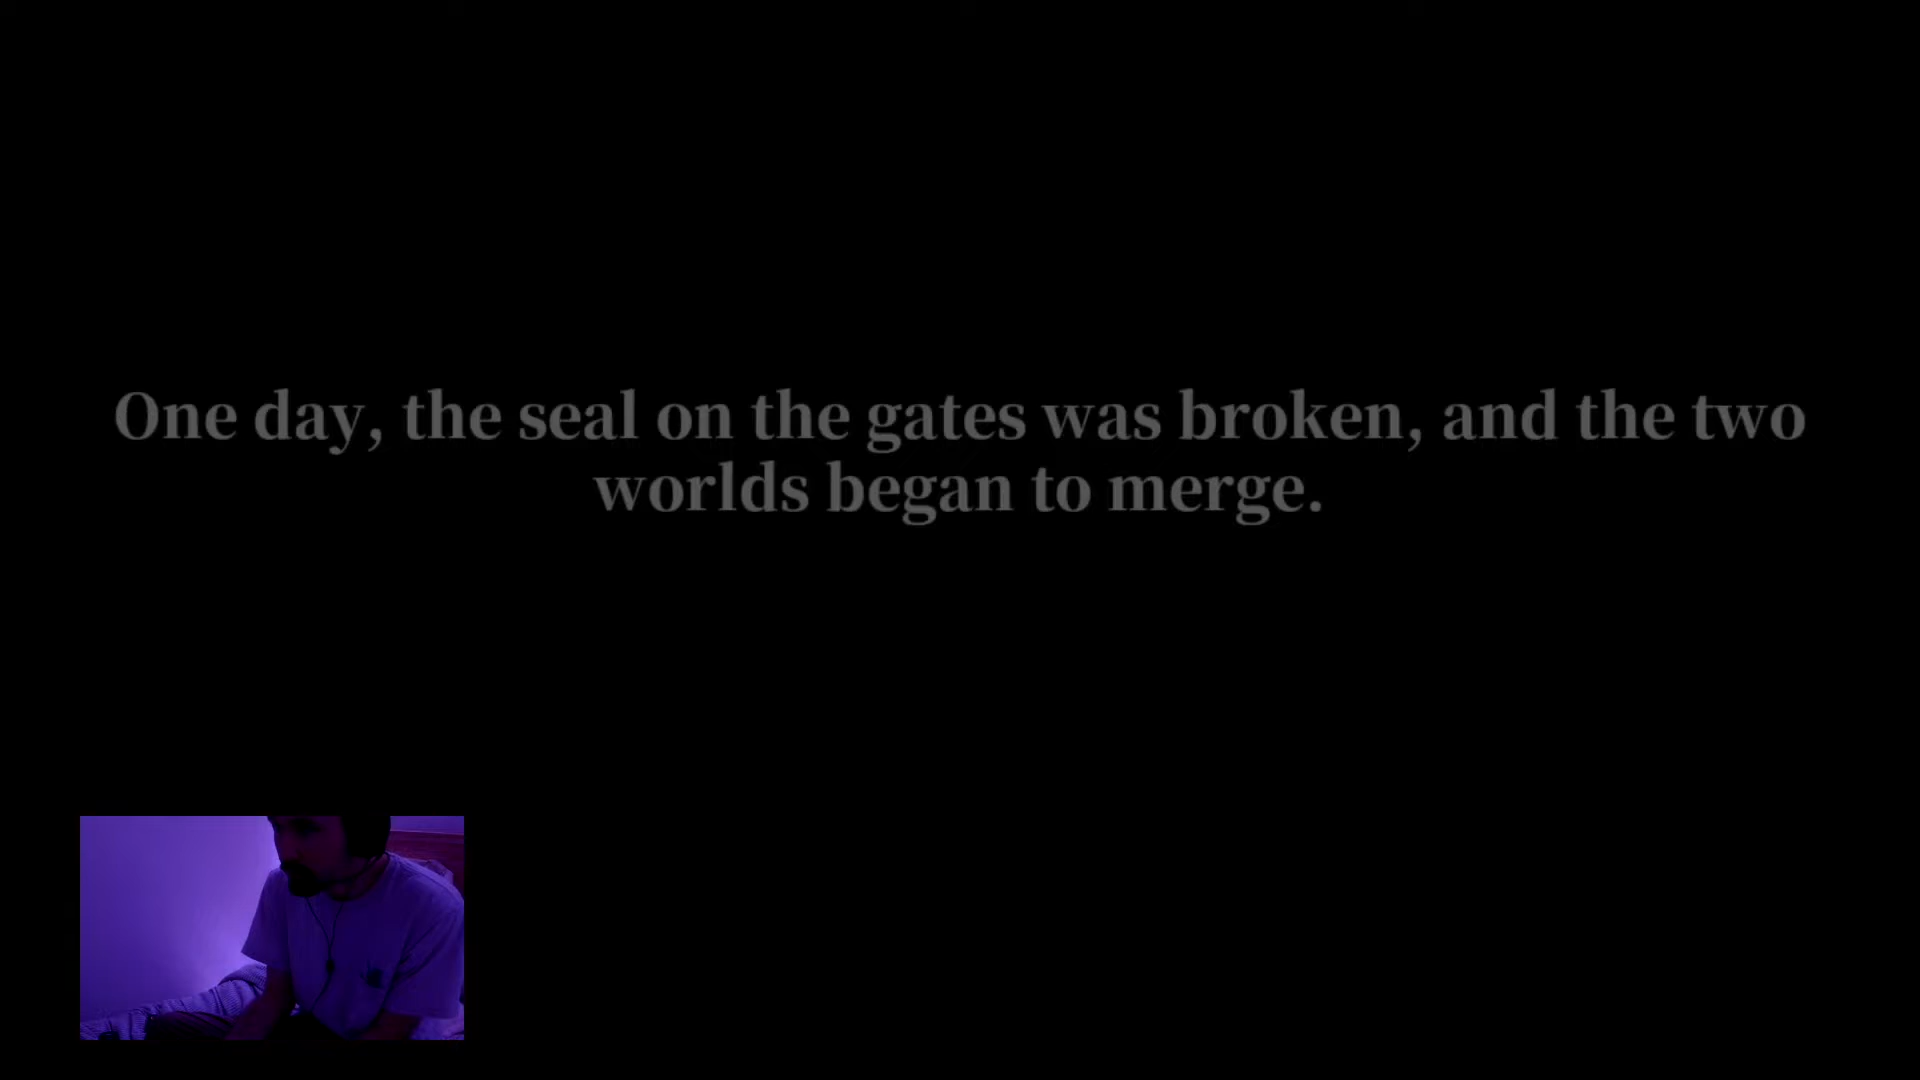 One day, the seal on the gates was broken, and the two
worlds began to merge.